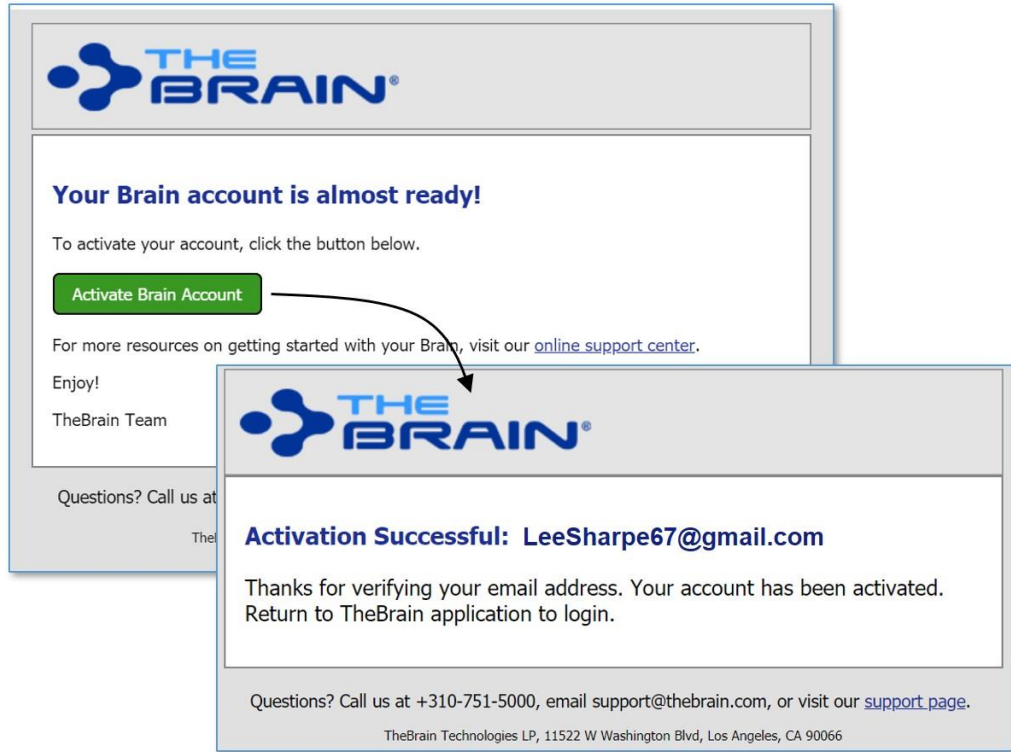 THE
BRAIN®
Your Brain account is almost ready!
To activate your account, click the button below.
Activate Brain Account
For more resources on getting started with your Brain, visit our online support center.
Enjoy!
TheBrain Team
Questions? Call us at
THE
BRAIN®
Activation Successful: LeeSharpe67@gmail.com
Thanks for verifying your email address. Your account has been activated.
Return to TheBrain application to login.
Questions? Call us at +310-751-5000, email support@thebrain.com, or visit our support page.
TheBrain Technologies LP, 11522 W Washington Blvd, Los Angeles, CA 90066